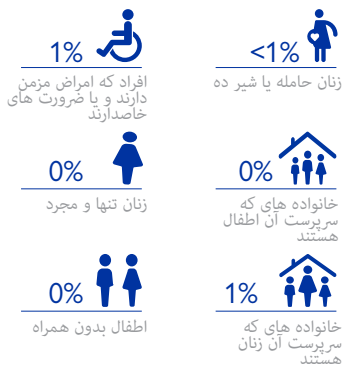 <1%
زنان حامله یا شیر ده
1%
افراد که امراض مزمن
دارند و یا ضرورت های
خاصدارند
0%
خانواده های که
سرپرست آن اطفال
هستند
0%
زنان تنها و مجرد
1%
خانواده های که
سرپرست آن زنان
هستند
0%
اطفال بدون همراه